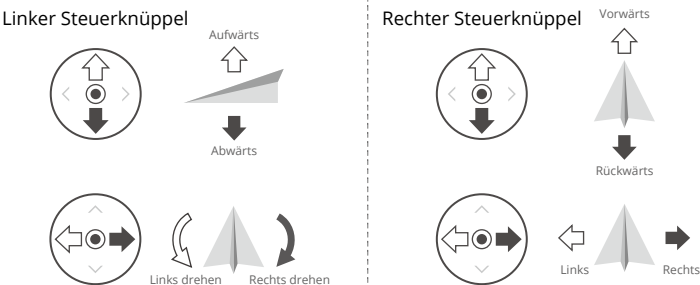 Linker Steuerknüppel
Aufwärts
Abwärts
Links drehen
Rechts drehen
Rechter Steuerknüppel
Vorwärts
Rückwärts
Links
Rechts